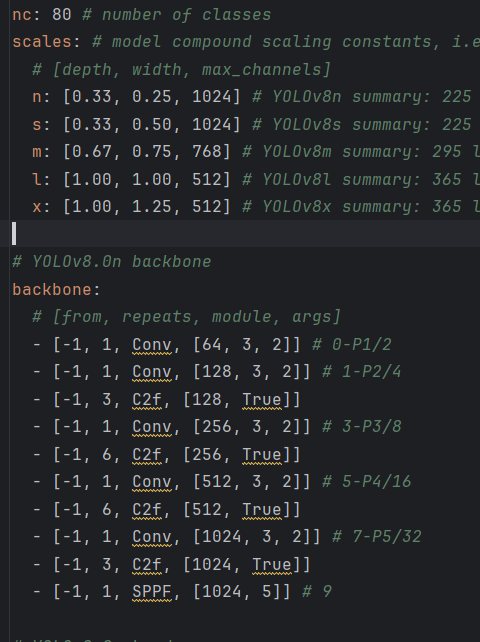 nc: 80 # number of classes
scales: # model compound scaling constants, i.e
# [depth, width, max_channels]
n: [0.33, 0.25, 1024] # YOLOv8n summary: 225
s: [0.33, 0.50, 1024] # YOLOv8s summary: 225
m: [0.67, 0.75, 768] # YOLOv8m summary: 295 l
l: [1.00, 1.00, 512] # YOLOv8l summary: 365 l
x: [1.00, 1.25, 512] # YOLOv8x summary: 365 l
# YOLOv8.0n backbone
backbone:
# [from, repeats, module, args]
- [-1, 1, Conv, [64, 3, 2]] # 0-P1/2
- [-1, 1, Conv, [128, 3, 2]] # 1-P2/4
- [-1, 3, C2f, [128, True]]
- [-1, 1, Conv, [256, 3, 2]] # 3-P3/8
- [-1, 6, C2f, [256, True]]
- [-1, 1, Conv, [512, 3, 2]] # 5-P4/16
- [-1, 6, C2f, [512, True]]
- [-1, 1, Conv, [1024, 3, 2]] # 7-P5/32
- [-1, 3, C2f, [1024, True]]
- [-1, 1, SPPF, [1024, 5]] # 9